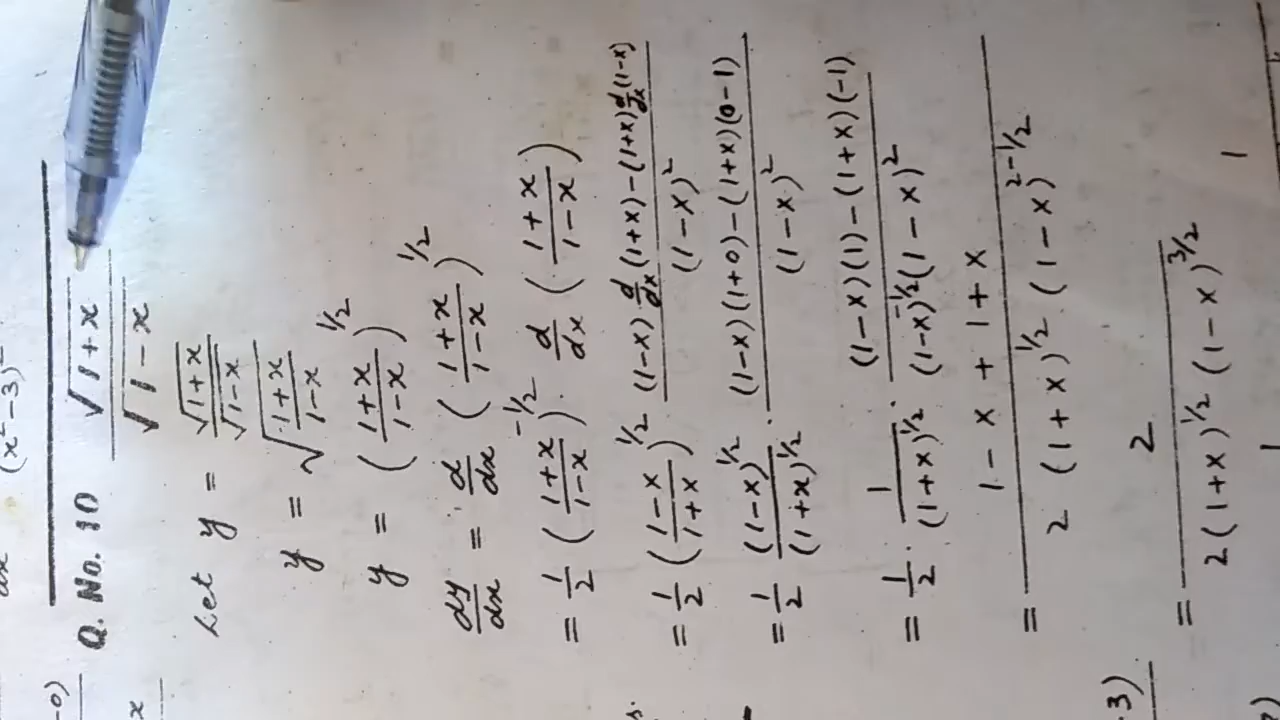 (x²-3)²
Q. No. 10 √1+x / √1-x
Let y = √1+x / √1-x
y = √(1+x / 1-x)
y = (1+x / 1-x)^1/2
dy/dx = d/dx (1+x / 1-x)^1/2
= 1/2 (1+x / 1-x)^-1/2 . d/dx (1+x / 1-x)
= 1/2 (1-x / 1+x)^1/2 . (1-x) d/dx (1+x) - (1+x) d/dx (1-x) / (1-x)²
= 1/2 . (1-x)^1/2 / (1+x)^1/2 . (1-x)(1+0) - (1+x)(0-1) / (1-x)²
= 1/2 . 1 / (1+x)^1/2 . (1-x)(1) - (1+x)(-1) / (1-x)^-1/2 (1-x)²
= 1-x+1+x / 2 (1+x)^1/2 . (1-x)^2-1/2
= 2 / 2(1+x)^1/2 (1-x)^3/2